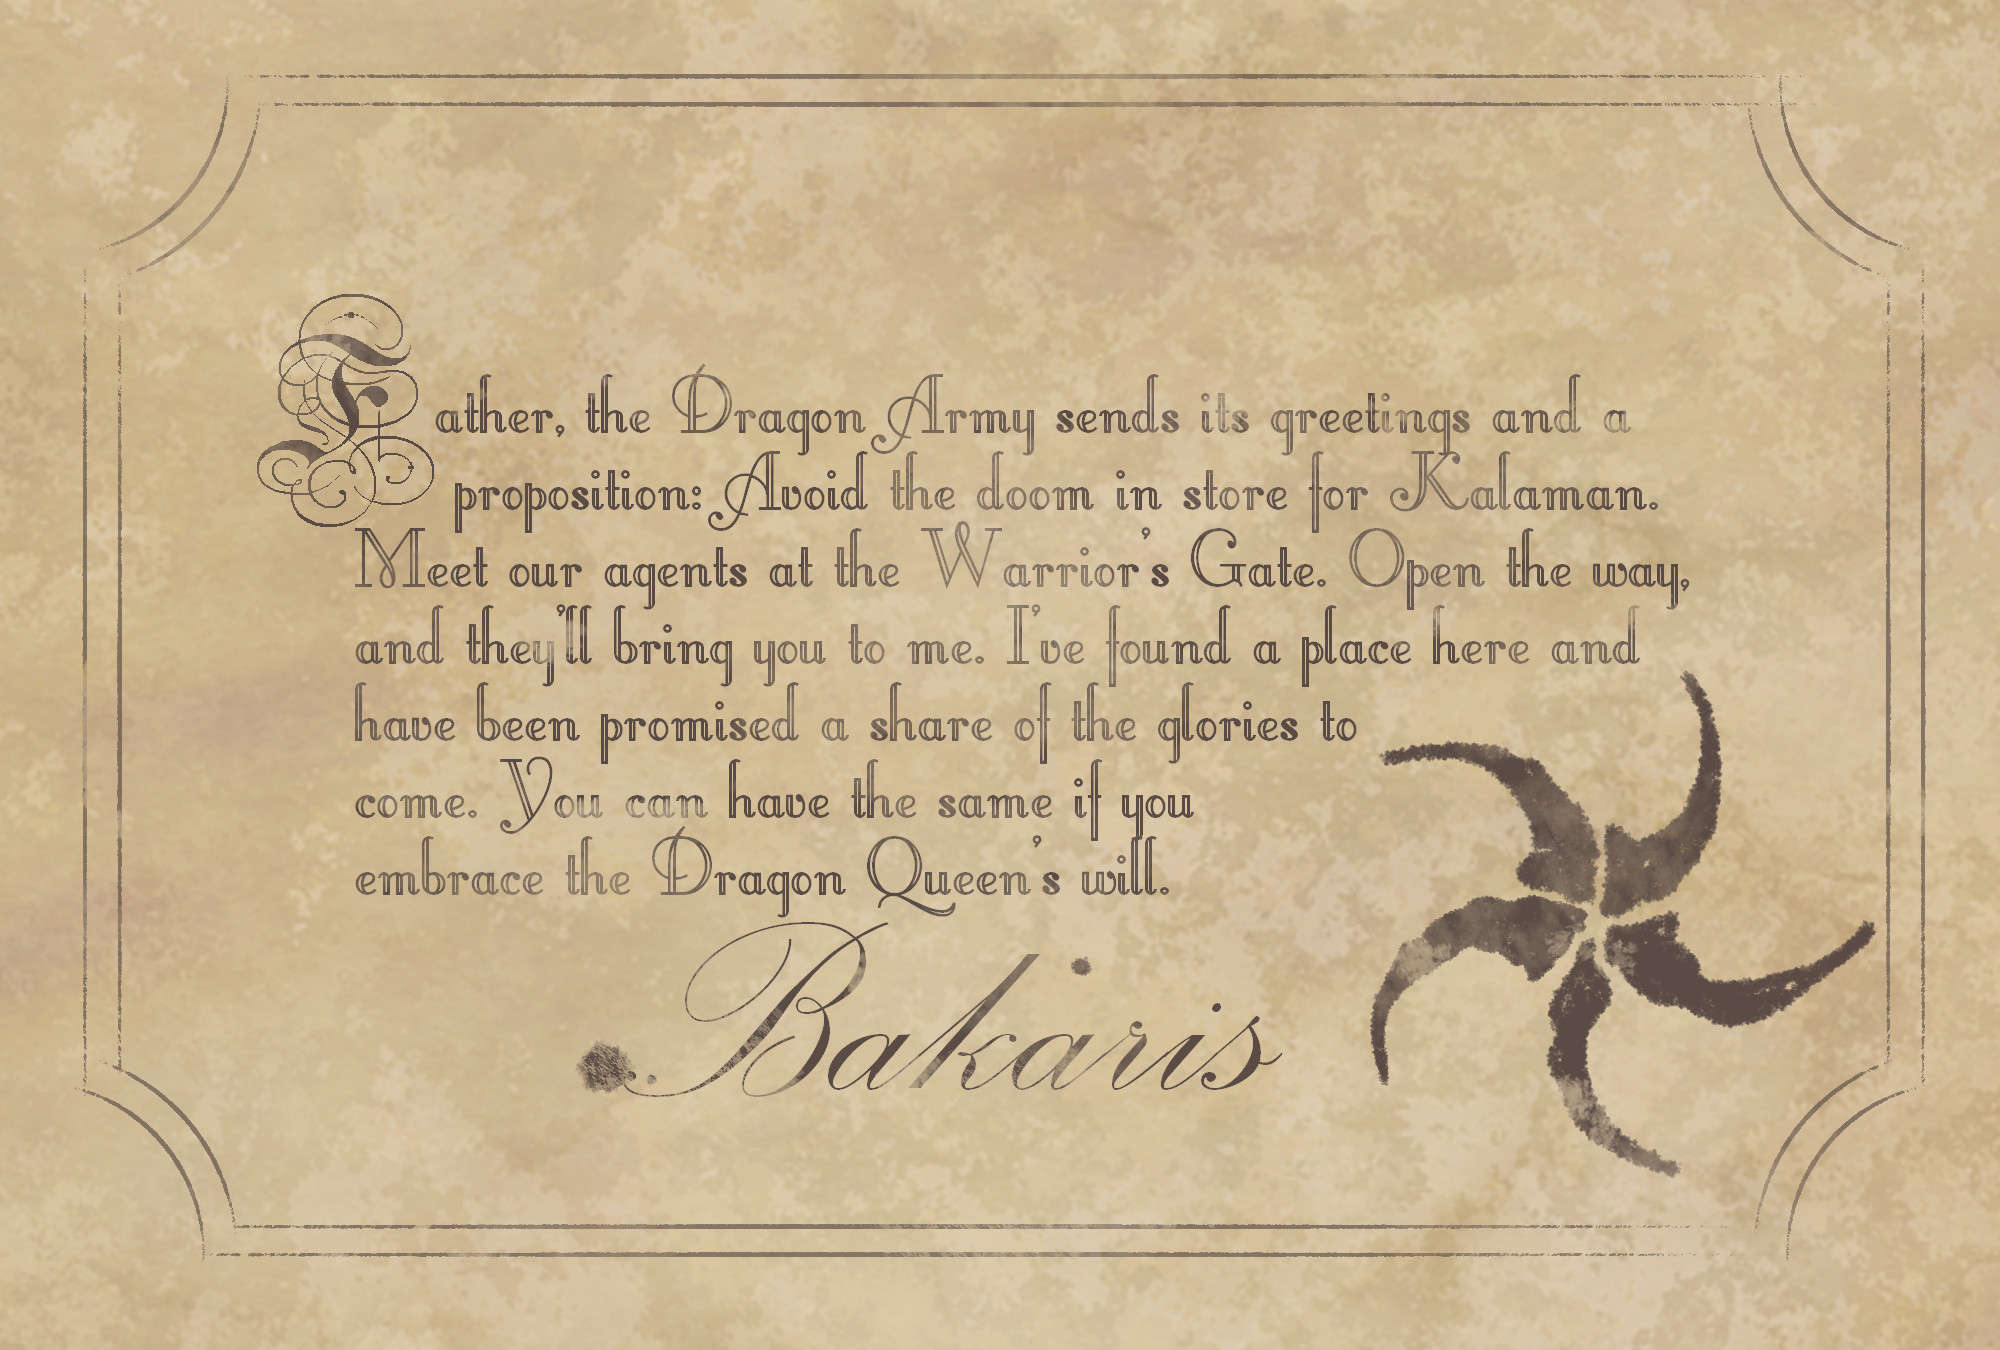 Father, the Dragon Army sends its greetings and a
proposition: Avoid the doom in store for Kalaman.
Meet our agents at the Warrior's Gate. Open the way,
and they'll bring you to me. I've found a place here and
have been promised a share of the glories to
come. You can have the same if you
embrace the Dragon Queen's will.
Bakaris